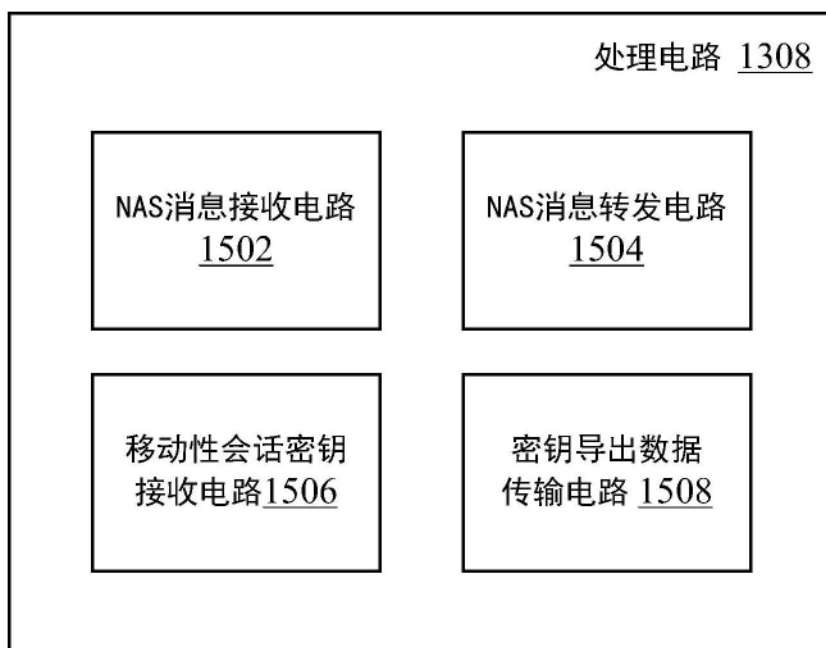 处理电路 1308
NAS消息接收电路
1502
NAS消息转发电路
1504
移动性会话密钥
接收电路1506
密钥导出数据
传输电路 1508